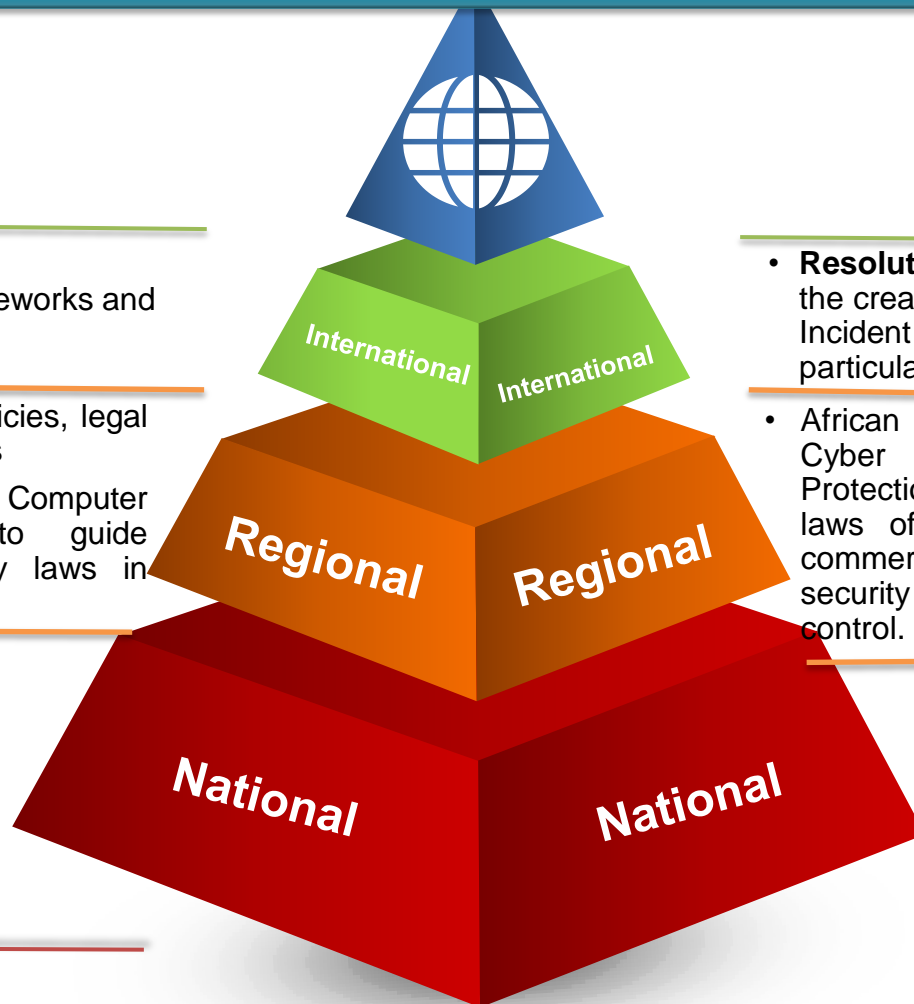 eworks and
icies, legal
s
Computer
to guide
y laws in
International
International
Regional
Regional
National
National
• Resolut
the crea
Incident
particula
• African
Cyber
Protectio
laws of
commer
security
control.